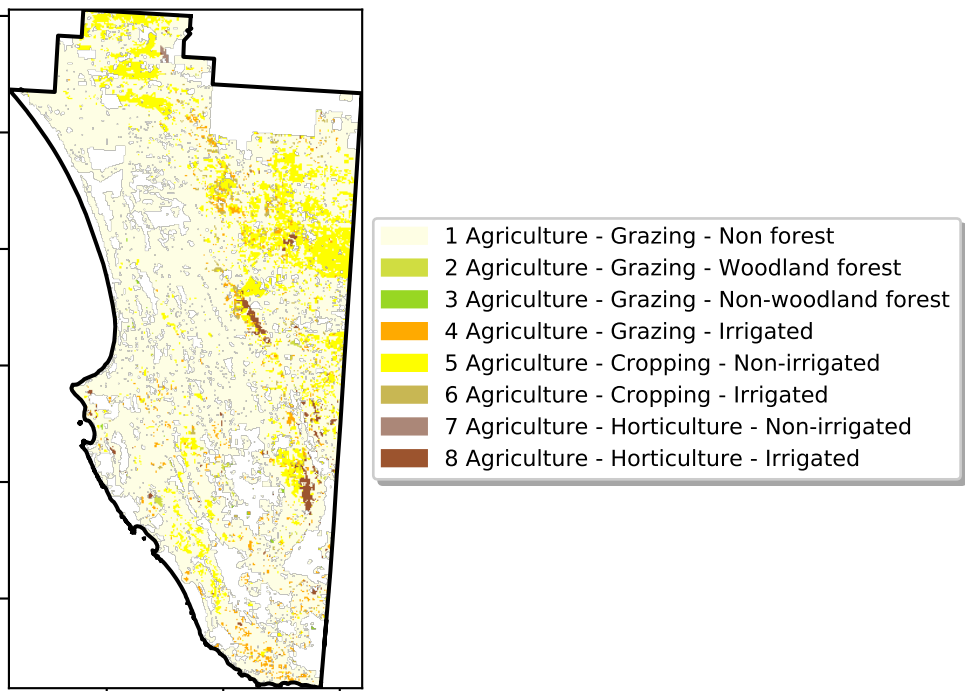 1 Agriculture - Grazing - Non forest
2 Agriculture - Grazing - Woodland forest
3 Agriculture - Grazing - Non-woodland forest
4 Agriculture - Grazing - Irrigated
5 Agriculture - Cropping - Non-irrigated
6 Agriculture - Cropping - Irrigated
7 Agriculture - Horticulture - Non-irrigated
8 Agriculture - Horticulture - Irrigated